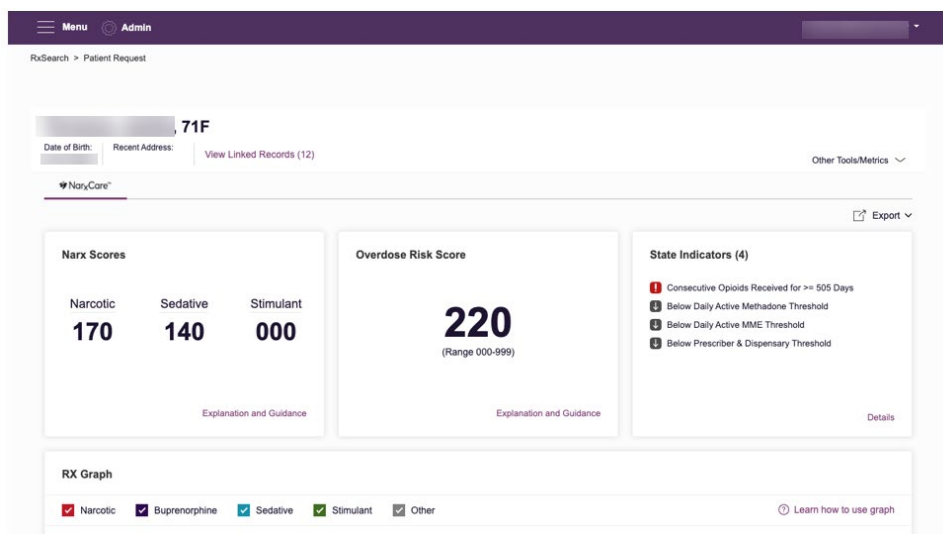 Menu Admin
RxSearch > Patient Request
, 71F
Date of Birth: Recent Address: View Linked Records (12)
Other Tools/Metrics
NarxCare™
Export
Narx Scores
Narcotic Sedative Stimulant
170 140 000
Explanation and Guidance
Overdose Risk Score
220
(Range 000-999)
Explanation and Guidance
State Indicators (4)
Consecutive Opioids Received for >= 505 Days
Below Daily Active Methadone Threshold
Below Daily Active MME Threshold
Below Prescriber & Dispensary Threshold
Details
RX Graph
Narcotic Buprenorphine Sedative Stimulant Other
Learn how to use graph